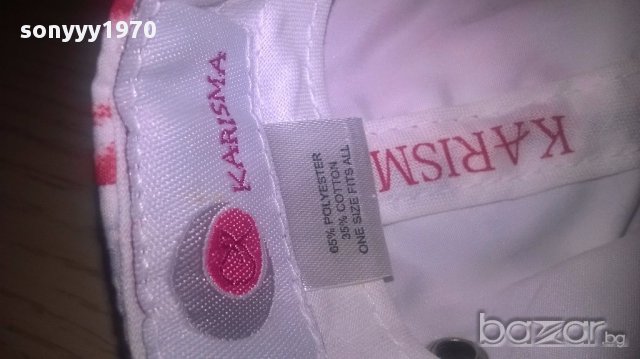 sonyyy1970
KARISMA
65% POLYESTER
35% COTTON
ONE SIZE FITS ALL
KARISM
bazar.bg